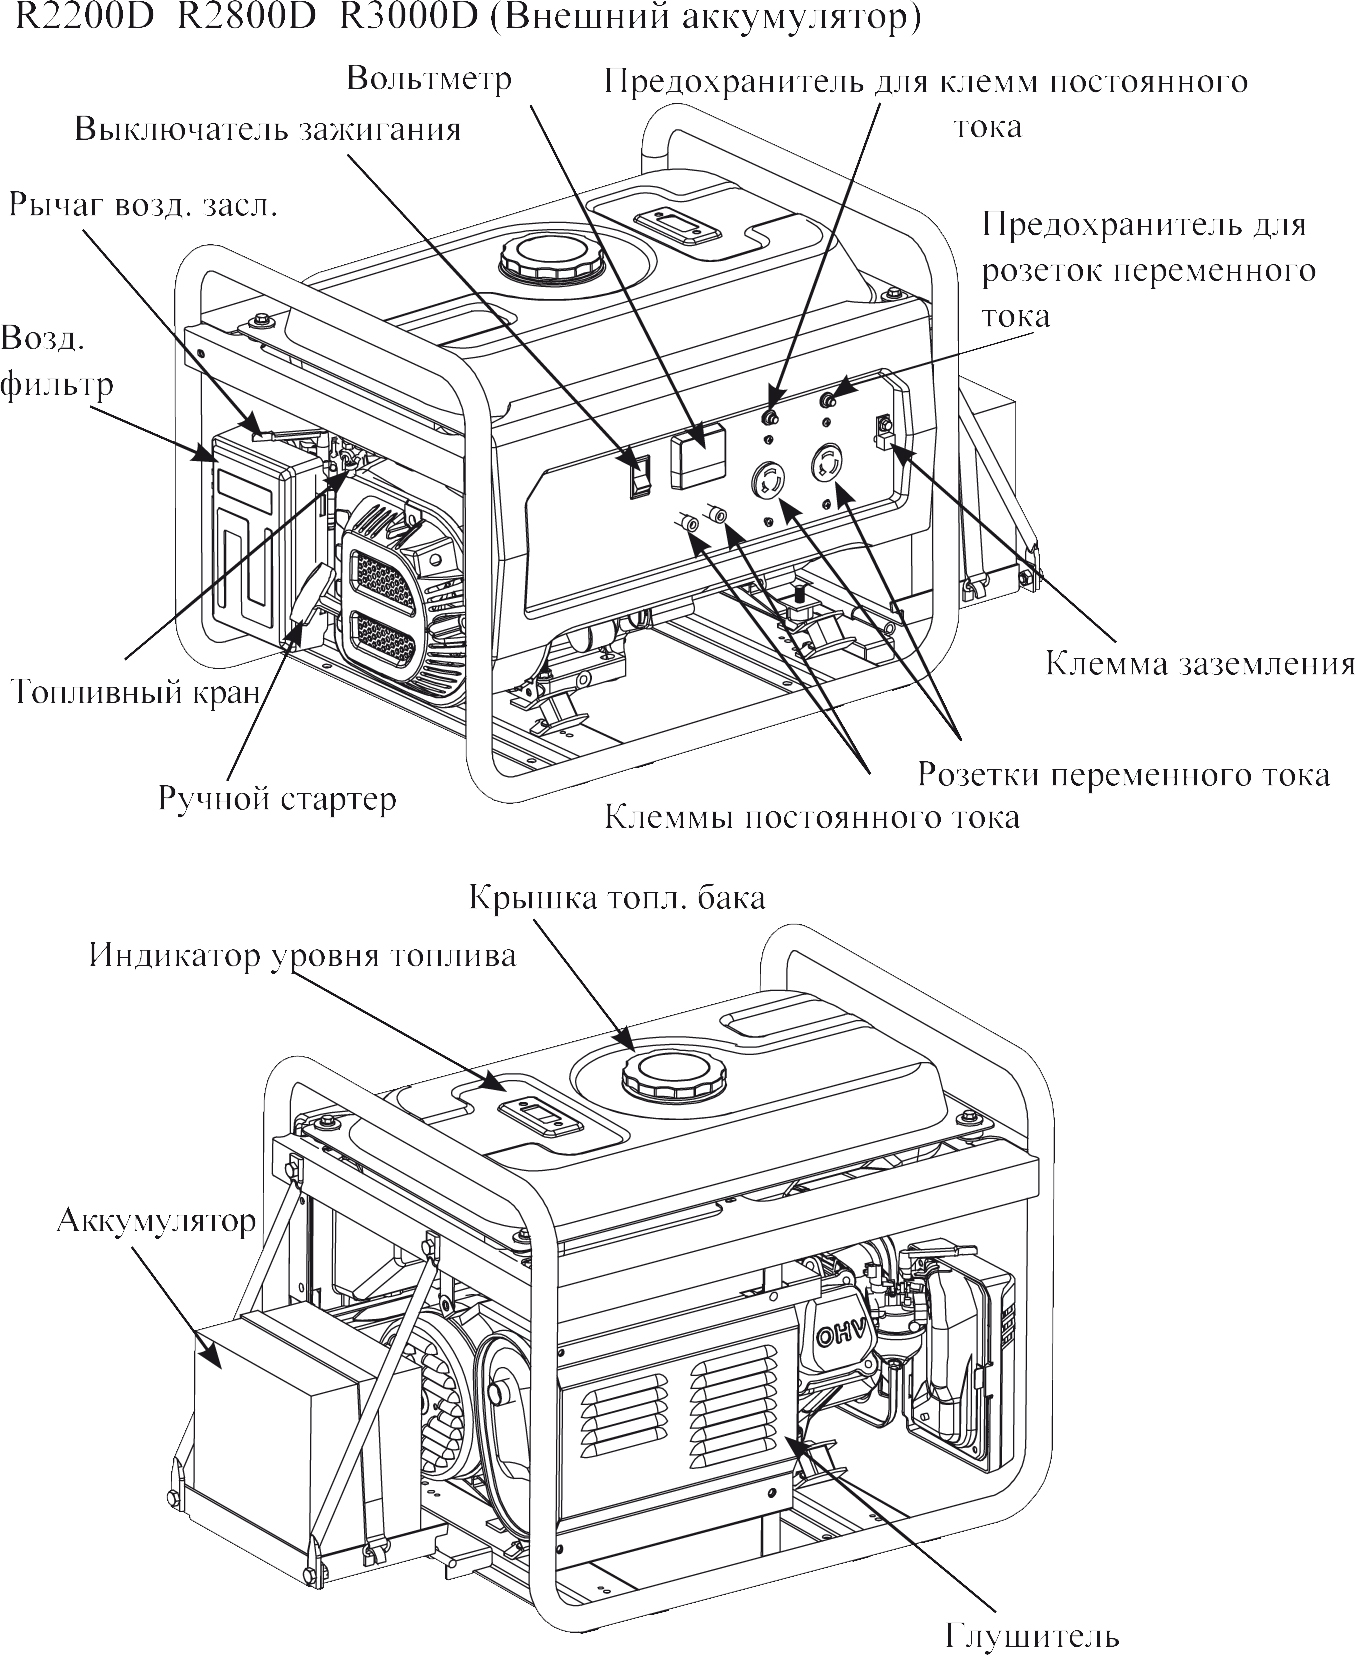 R2200D R2800D R3000D (Внешний аккумулятор)
Вольтметр
Предохранитель для клемм постоянного
тока
Выключатель зажигания
Рычаг возд. засл.
Предохранитель для
розеток переменного
тока
Возд.
фильтр
Топливный кран
Клемма заземления
Ручной стартер
Розетки переменного тока
Клеммы постоянного тока
Крышка топл. бака
Индикатор уровня топлива
Аккумулятор
OHV
Глушитель